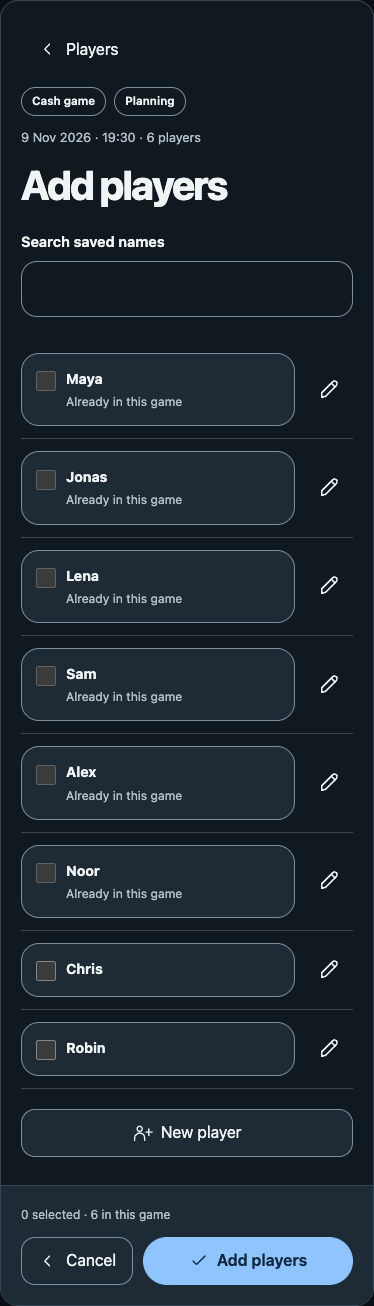 Players
Cash game
Planning
9 Nov 2026 · 19:30 · 6 players
Add players
Search saved names
Maya
Already in this game
Jonas
Already in this game
Lena
Already in this game
Sam
Already in this game
Alex
Already in this game
Noor
Already in this game
Chris
Robin
New player
0 selected · 6 in this game
Cancel
Add players